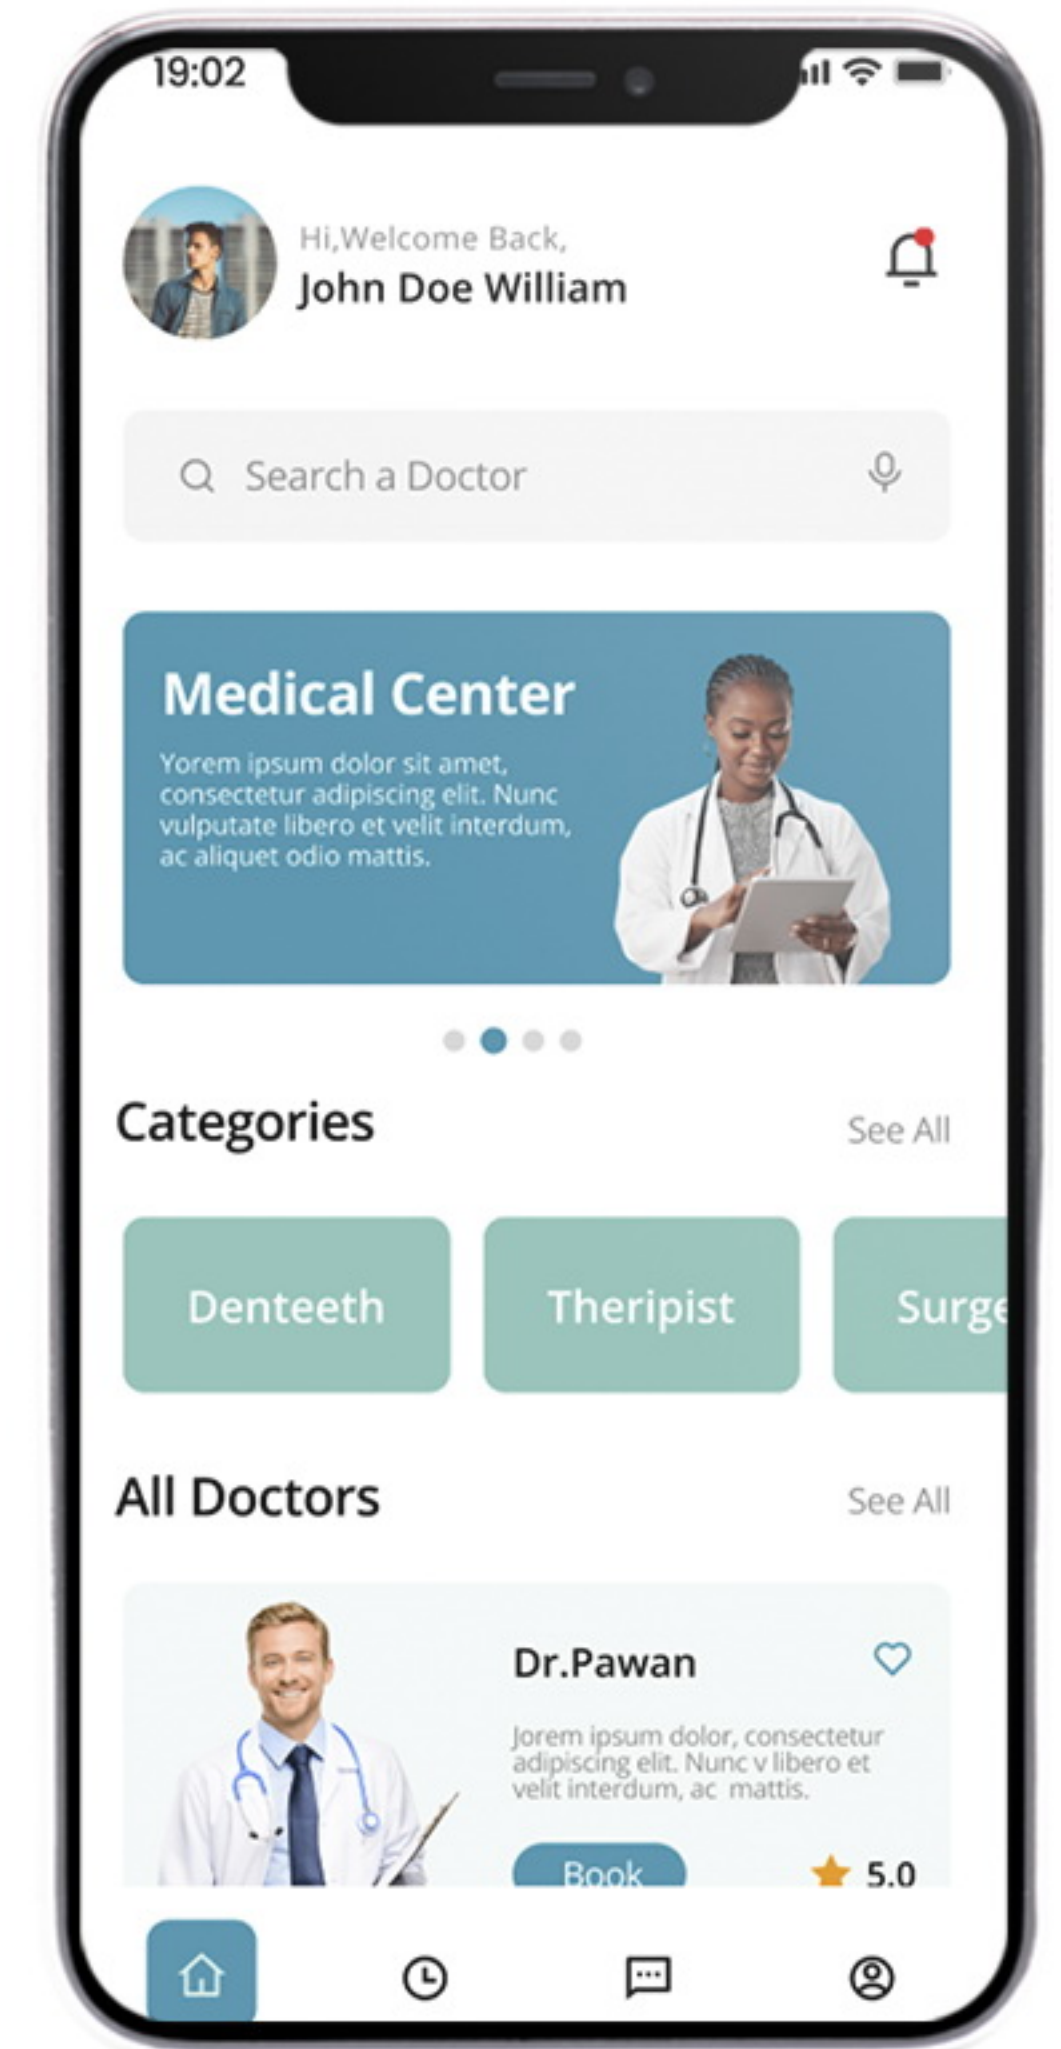 19:02
Hi,Welcome Back,
John Doe William
Search a Doctor
Medical Center
Yorem ipsum dolor sit amet,
consectetur adipiscing elit. Nunc
vulputate libero et velit interdum,
ac aliquet odio mattis.
Categories
See All
Denteeth
Theripist
Surge
All Doctors
See All
Dr.Pawan
Jorem ipsum dolor, consectetur
adipiscing elit. Nunc v libero et
velit interdum, ac mattis.
Book
5.0